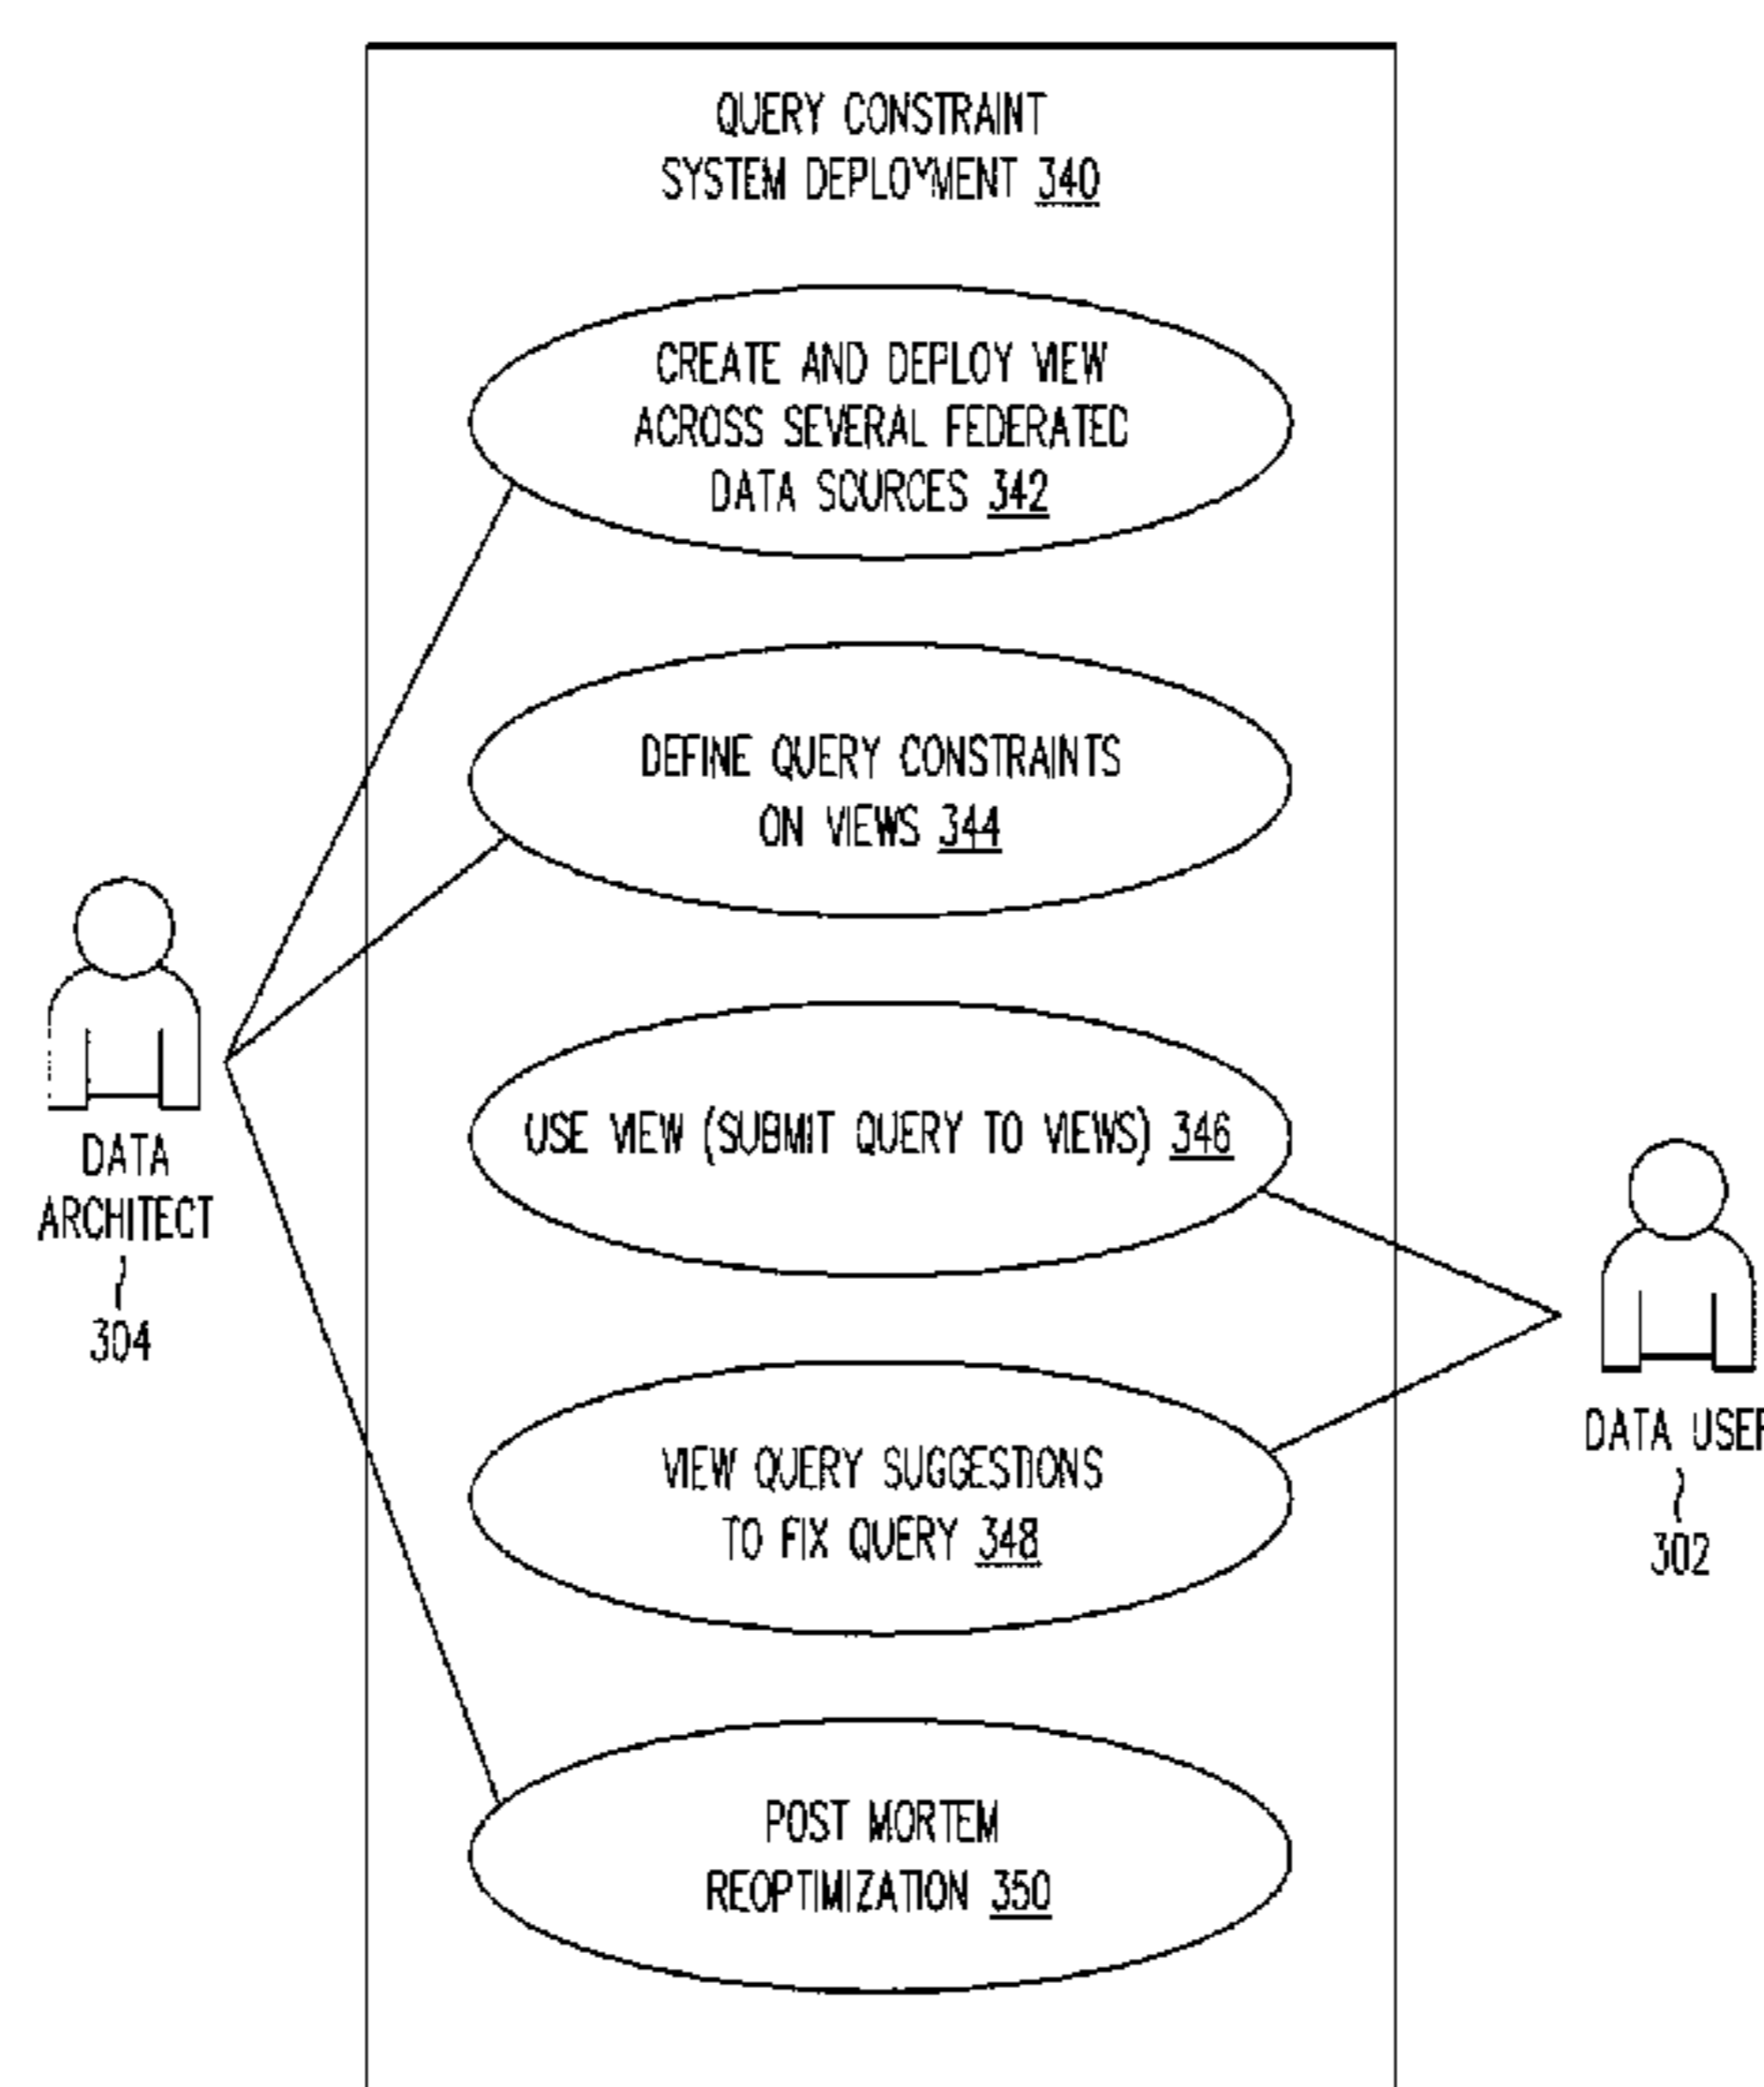 QUERY CONSTRAINT
SYSTEM DEPLOYMENT 340
CREATE AND DEPLOY VIEW
ACROSS SEVERAL FEDERATED
DATA SOURCES 342
DEFINE QUERY CONSTRAINTS
ON VIEWS 344
USE VIEW (SUBMIT QUERY TO VIEWS) 346
VIEW QUERY SUGGESTIONS
TO FIX QUERY 348
POST MORTEM
REOPTIMIZATION 350
DATA
ARCHITECT
304
DATA USER
302